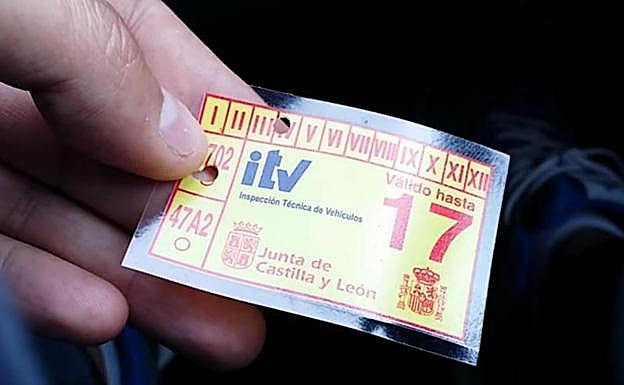 I II III IV V VI VII VIII IX X XI XII
702
itv
Inspección Técnica de Vehículos
Válido hasta
17
47A2
Junta de
Castilla y León